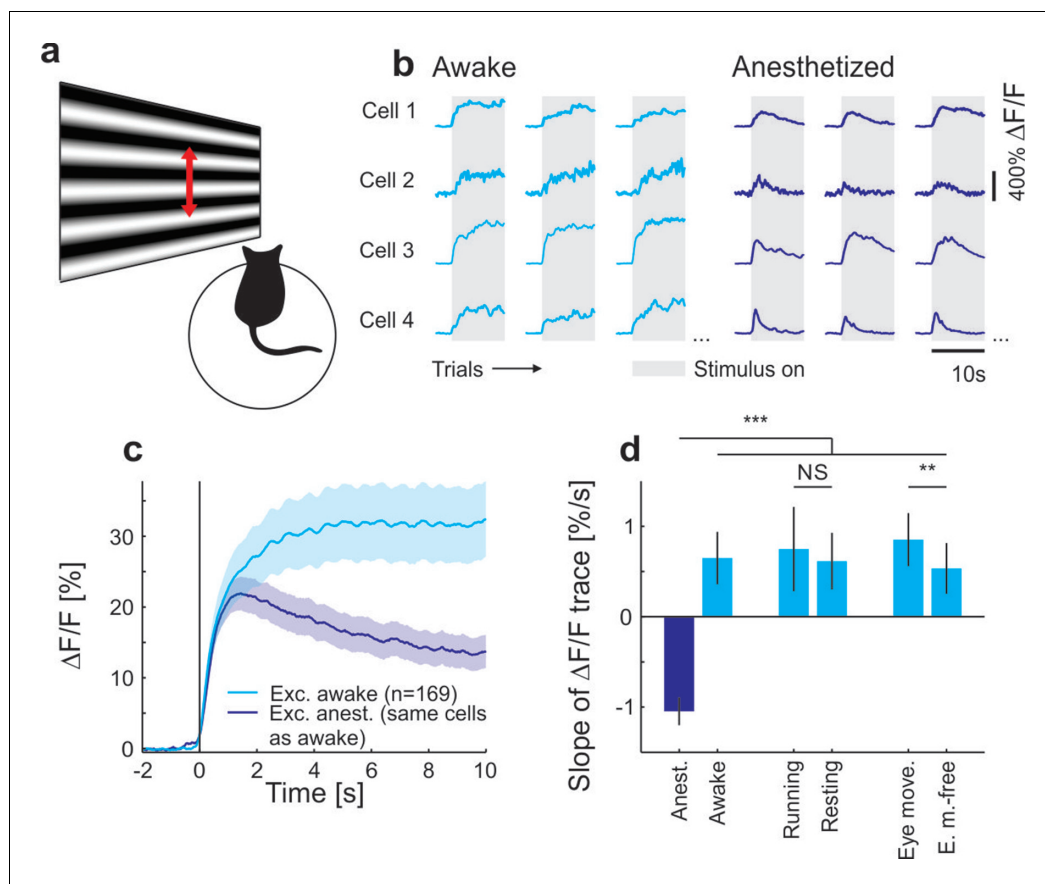 a
b Awake Anesthetized
Cell 1
Cell 2
Cell 3
Cell 4
400% ΔF/F
... ...
Trials
Stimulus on
10s
c
ΔF/F [%]
30
20
10
0
Exc. awake (n=169)
Exc. anest. (same cells
as awake)
-2 0 2 4 6 8 10
Time [s]
d
***
NS **
Slope of ΔF/F trace [%/s]
1
0
-1
Anest.
Awake
Running
Resting
Eye move.
E. m.-free